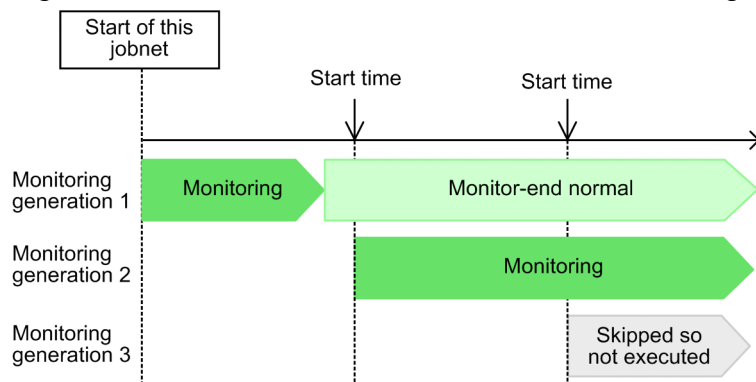 Start of this
jobnet
Start time
Start time
Monitoring
generation 1
Monitoring
Monitor-end normal
Monitoring
generation 2
Monitoring
Monitoring
generation 3
Skipped so
not executed